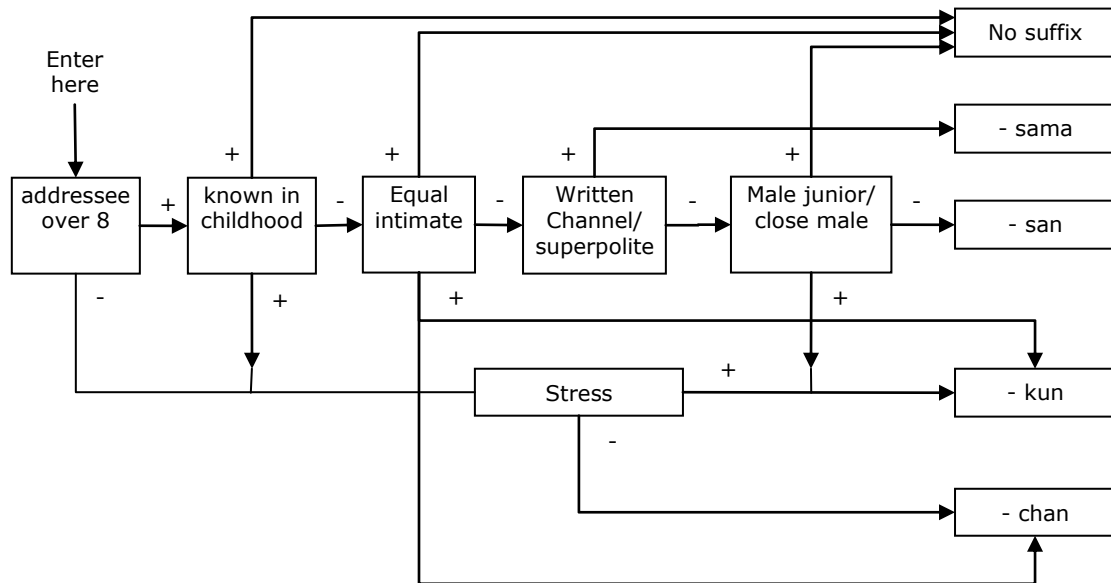 No suffix
Enter
here
- sama
+
+
+
+
addressee
over 8
+
known in
childhood
-
Equal
intimate
-
Written
Channel/
superpolite
-
Male junior/
close male
-
- san
-
+
+
+
Stress
+
- kun
-
- chan